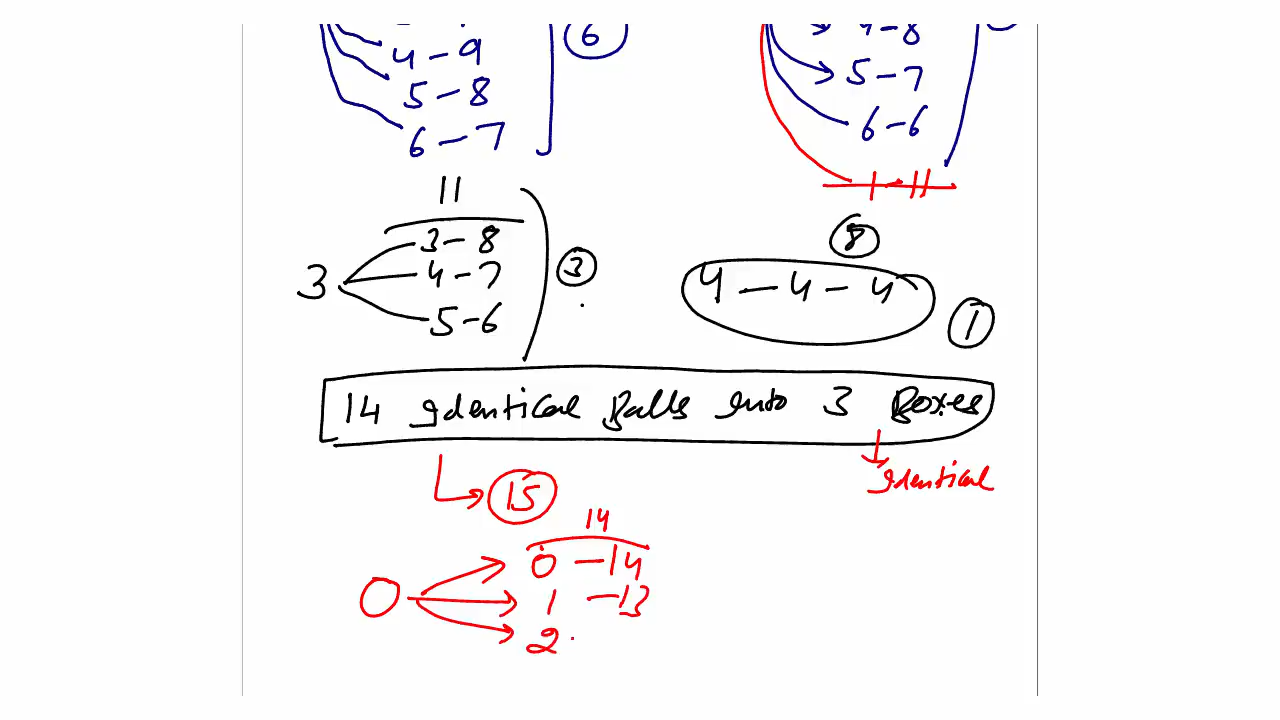 4 - 9
5 - 8
6 - 7
6
4 - 8
5 - 7
6 - 6
11
3 - 8
3
4 - 7
5 - 6
3
8
4 - 4 - 4
1
14 Identical Balls into 3 Boxes
Identical
15
14
0 - 14
0
1 - 13
2